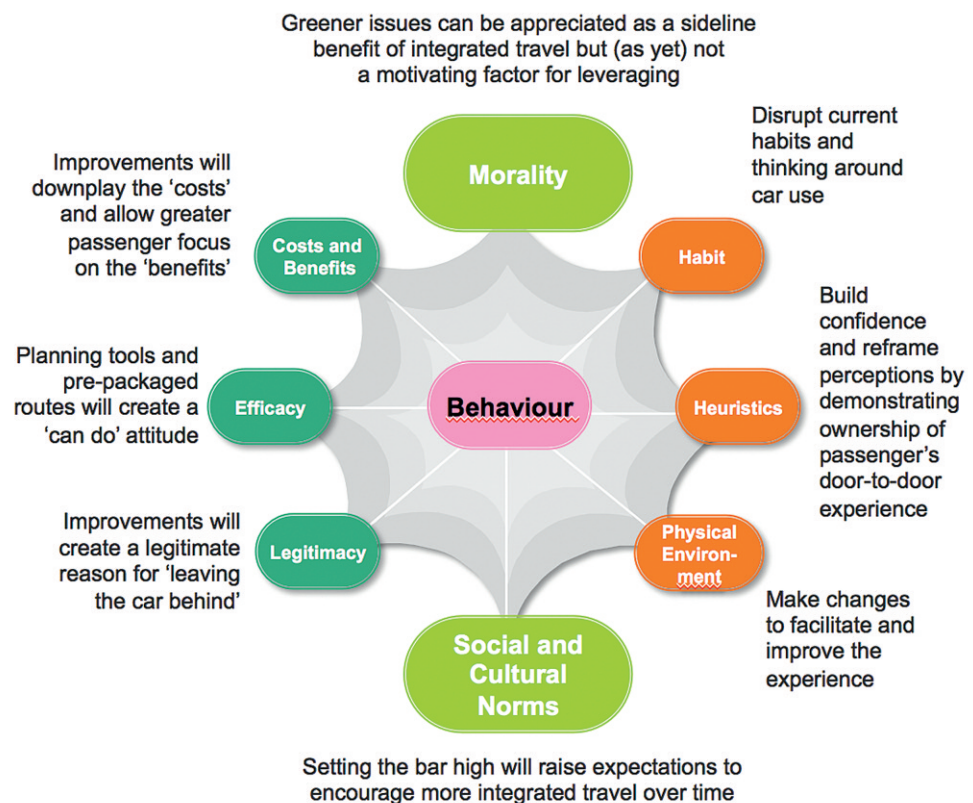 Greener issues can be appreciated as a sideline
benefit of integrated travel but (as yet) not
a motivating factor for leveraging
Morality
Disrupt current
habits and
thinking around
car use
Habit
Improvements will
downplay the ‘costs’
and allow greater
passenger focus
on the ‘benefits’
Costs and
Benefits
Build
confidence
and reframe
perceptions by
demonstrating
ownership of
passenger’s
door-to-door
experience
Heuristics
Planning tools and
pre-packaged
routes will create a
‘can do’ attitude
Efficacy
Behaviour
Improvements will
create a legitimate
reason for ‘leaving
the car behind’
Legitimacy
Physical
Environ-
ment
Make changes
to facilitate and
improve the
experience
Social and
Cultural
Norms
Setting the bar high will raise expectations to
encourage more integrated travel over time